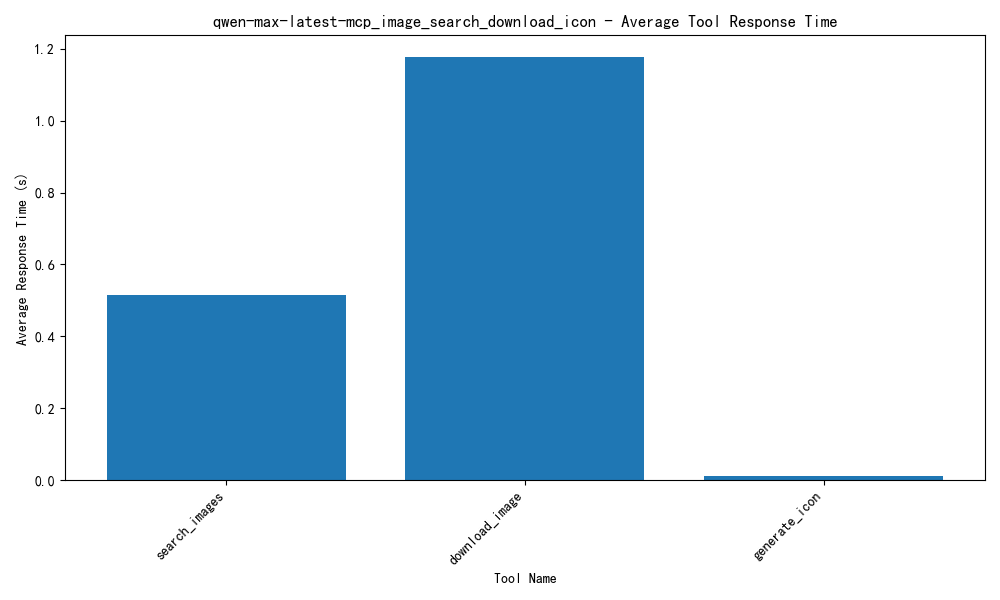 qwen-max-latest-mcp_image_search_download_icon - Average Tool Response Time
Average Response Time (s)
1.2
1.0
0.8
0.6
0.4
0.2
0.0
search_images
download_image
generate_icon
Tool Name